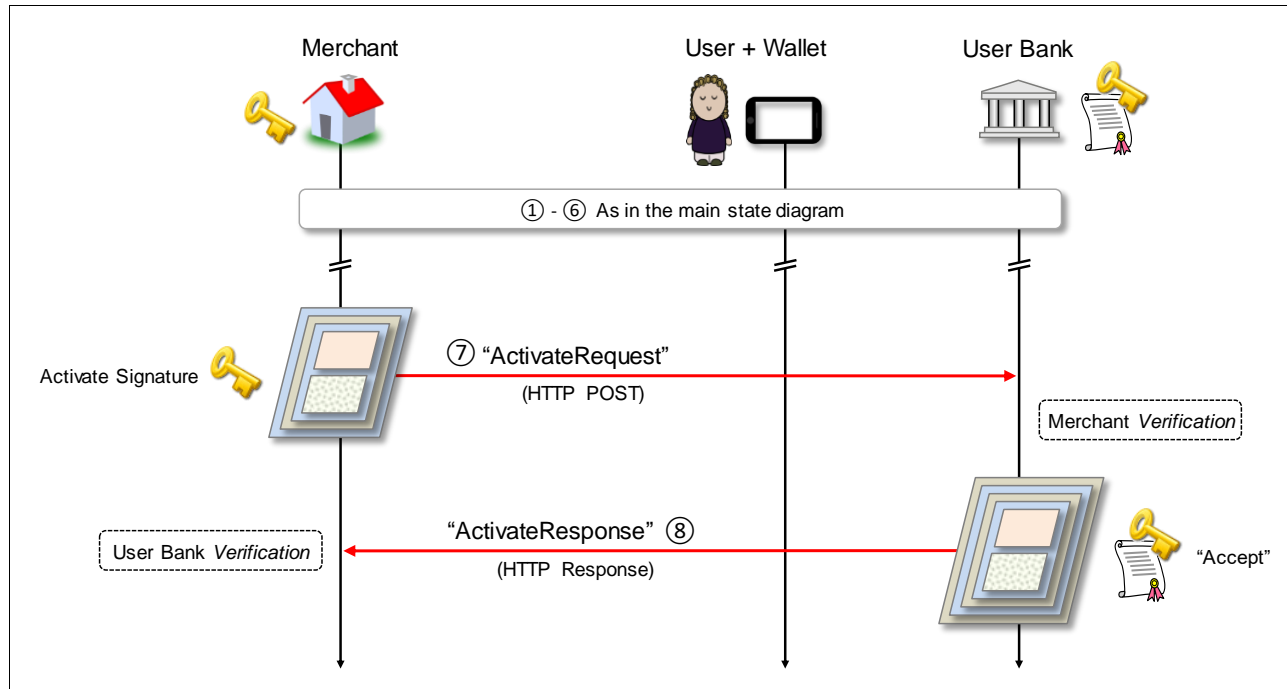 Merchant
User + Wallet
User Bank
① - ⑥ As in the main state diagram
Activate Signature
⑦ “ActivateRequest”
(HTTP POST)
Merchant Verification
“ActivateResponse” ⑧
(HTTP Response)
User Bank Verification
“Accept”